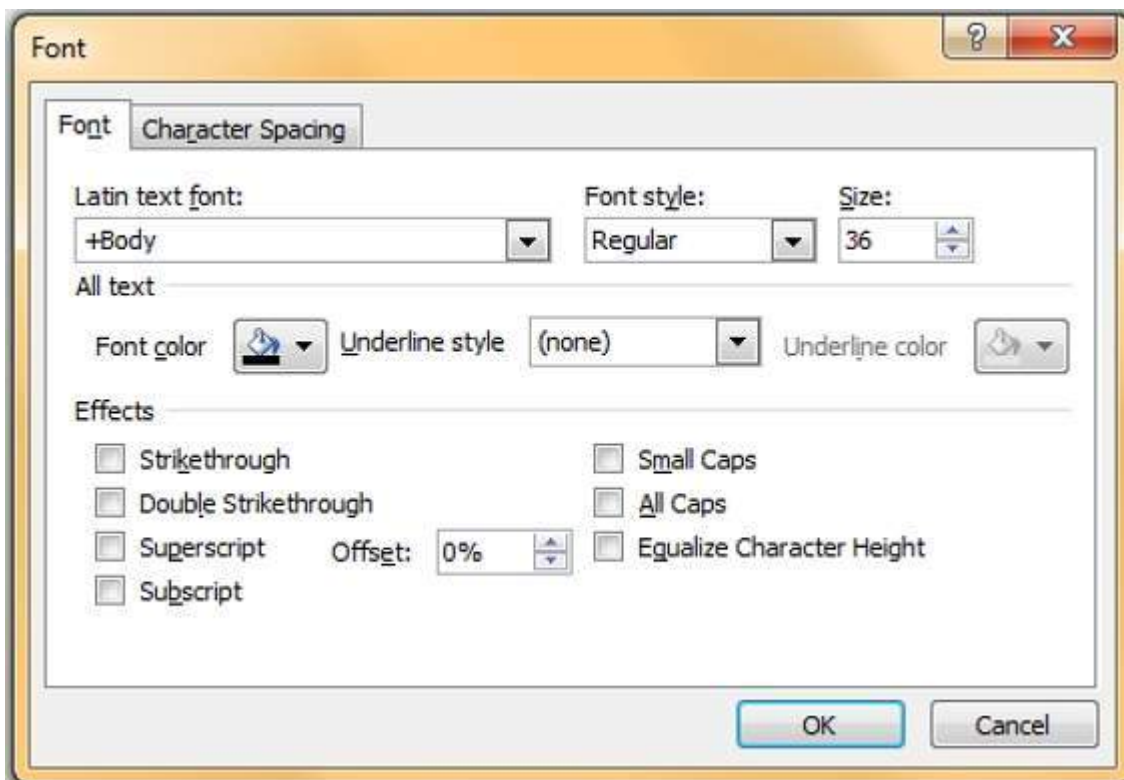 Font
Font Character Spacing
Latin text font: Font style: Size:
+Body Regular 36
All text
Font color Underline style (none) Underline color
Effects
Strikethrough Small Caps
Double Strikethrough All Caps
Superscript Offset: 0% Equalize Character Height
Subscript
OK Cancel